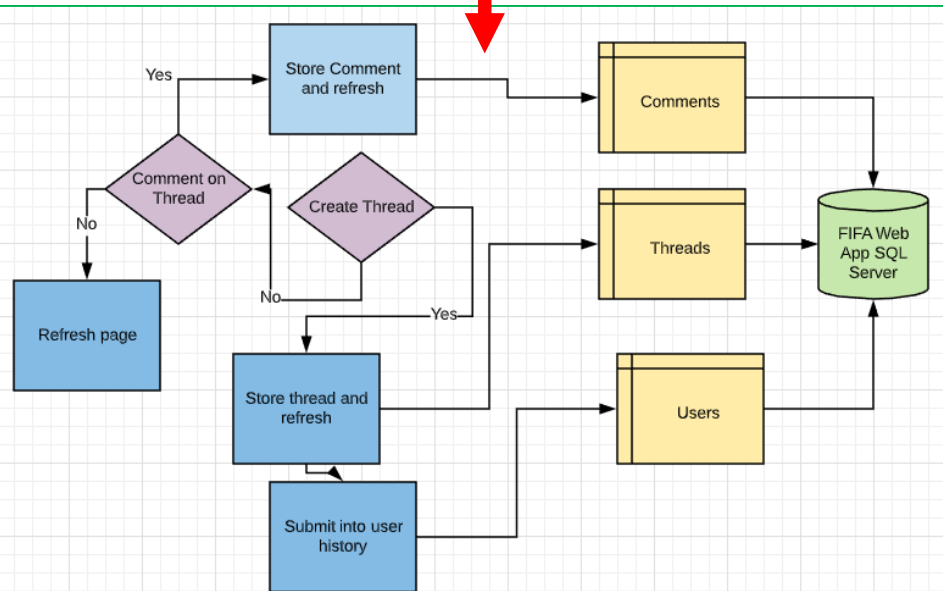 Yes
Store Comment
and refresh
Comments
Comment on
Thread
Create Thread
No
FIFA Web
App SQL
Server
Threads
No
Yes
Refresh page
Store thread and
refresh
Users
Submit into user
history